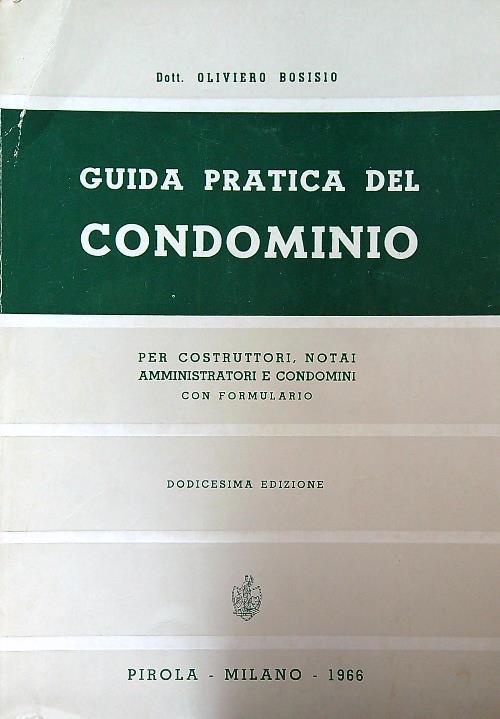 Dott. OLIVIERO BOSISIO
GUIDA PRATICA DEL
CONDOMINIO
PER COSTRUTTORI, NOTAI
AMMINISTRATORI E CONDOMINI
CON FORMULARIO
DODICESIMA EDIZIONE
PIROLA - MILANO - 1966